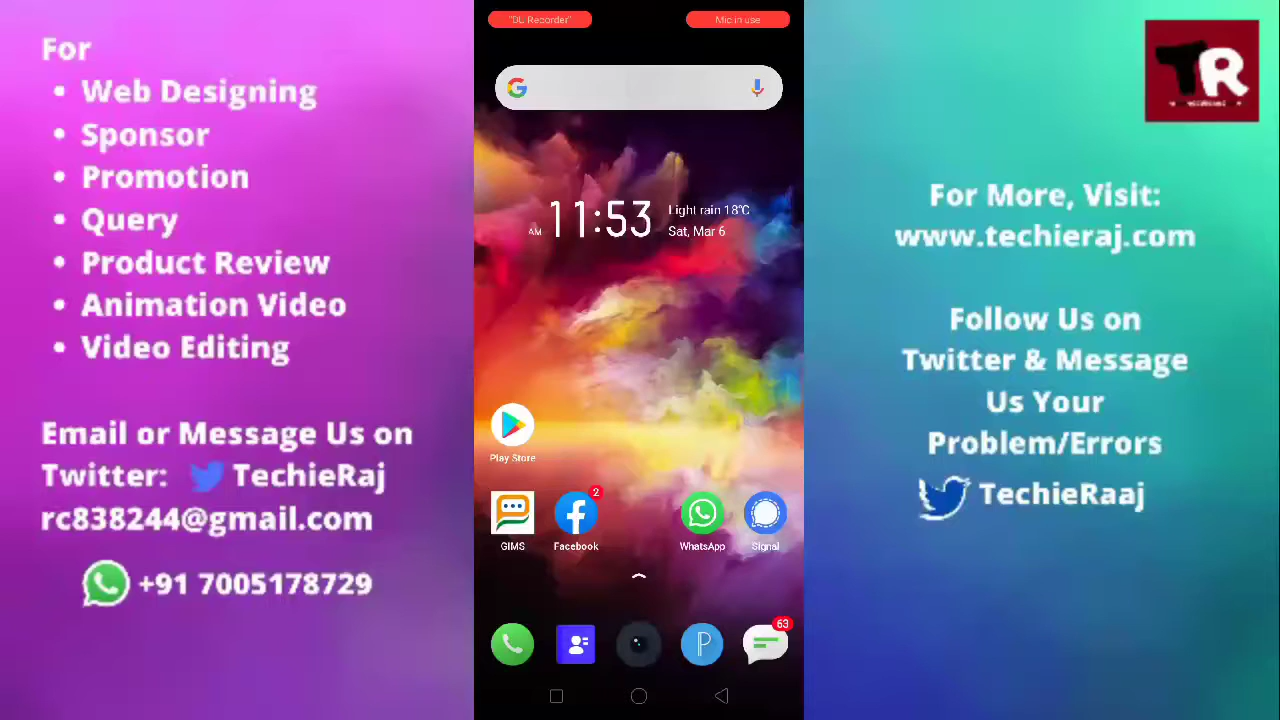 For
• Web Designing
• Sponsor
• Promotion
• Query
• Product Review
• Animation Video
• Video Editing
Email or Message Us on
Twitter: TechieRaj
rc838244@gmail.com
+91 7005178729
"DU Recorder"
Mic in use
AM 11:53
Light rain 18°C
Sat, Mar 6
Play Store
2
GIMS
Facebook
WhatsApp
Signal
63
TR
For More, Visit:
www.techieraj.com
Follow Us on
Twitter & Message
Us Your
Problem/Errors
TechieRaaj